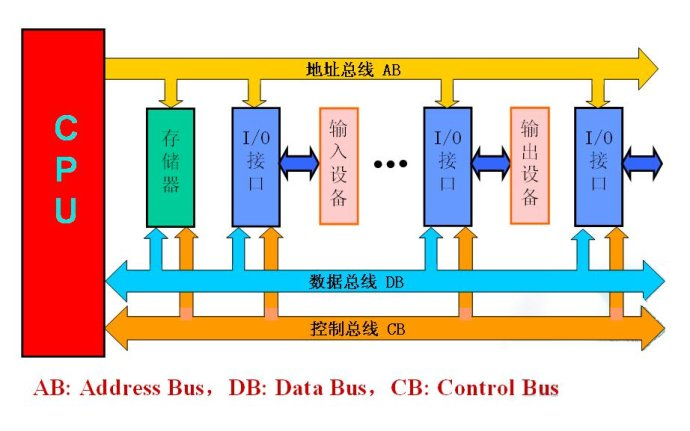 地址总线 AB
CPU
存储器
I/O接口
输入设备
•••
I/O接口
输出设备
I/O接口
数据总线 DB
控制总线 CB
AB: Address Bus，DB: Data Bus，CB: Control Bus